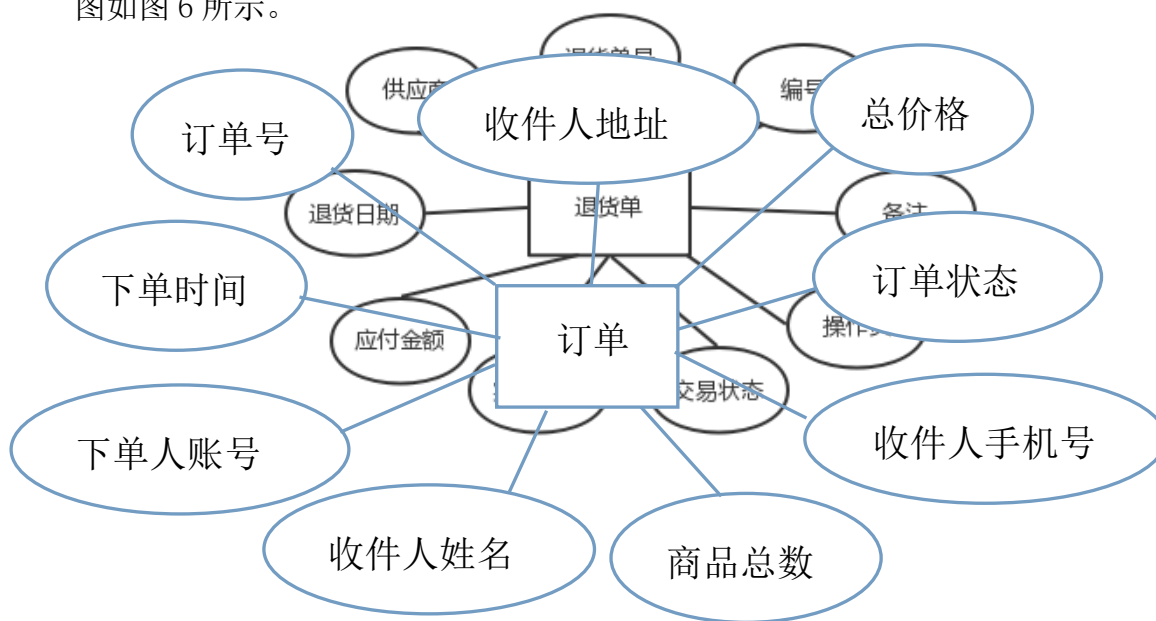 图如图 6 所示。
供应商
编号
订单号
收件人地址
总价格
退货日期
退货单
备注
下单时间
订单状态
应付金额
订单
交易状态
下单人账号
收件人手机号
收件人姓名
商品总数